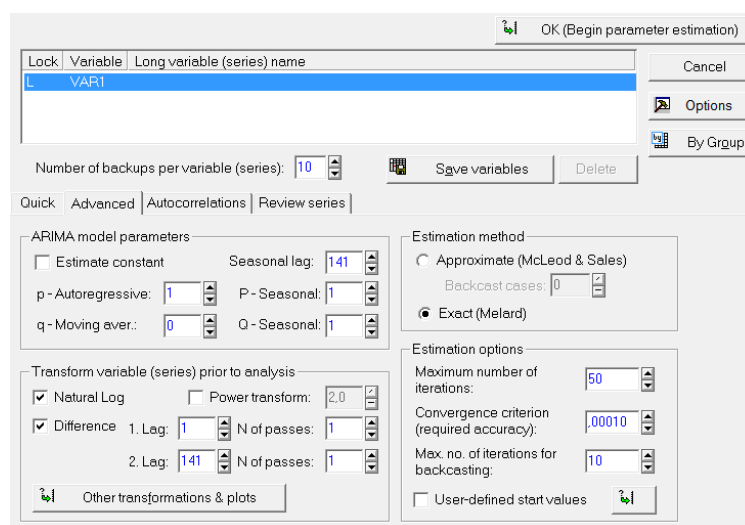 OK (Begin parameter estimation)
Lock Variable Long variable (series) name
L VAR1
Cancel
Options
By Group
Number of backups per variable (series): 10
Save variables
Delete
Quick Advanced Autocorrelations Review series
ARIMA model parameters
Estimate constant Seasonal lag: 141
p - Autoregressive: 1 P - Seasonal: 1
q - Moving aver.: 0 Q - Seasonal: 1
Transform variable (series) prior to analysis
Natural Log Power transform: 2,0
Difference 1. Lag: 1 N of passes: 1
2. Lag: 141 N of passes: 1
Other transformations & plots
Estimation method
Approximate (McLeod & Sales)
Backcast cases: 0
Exact (Melard)
Estimation options
Maximum number of
iterations: 50
Convergence criterion
(required accuracy): ,00010
Max. no. of iterations for
backcasting: 10
User-defined start values